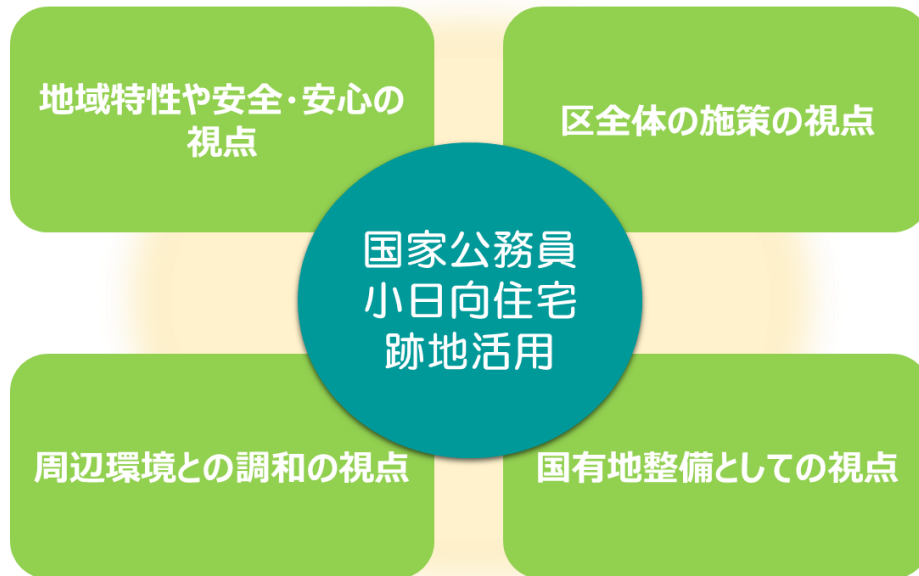 地域特性や安全・安心の
視点
区全体の施策の視点
国家公務員
小日向住宅
跡地活用
周辺環境との調和の視点
国有地整備としての視点